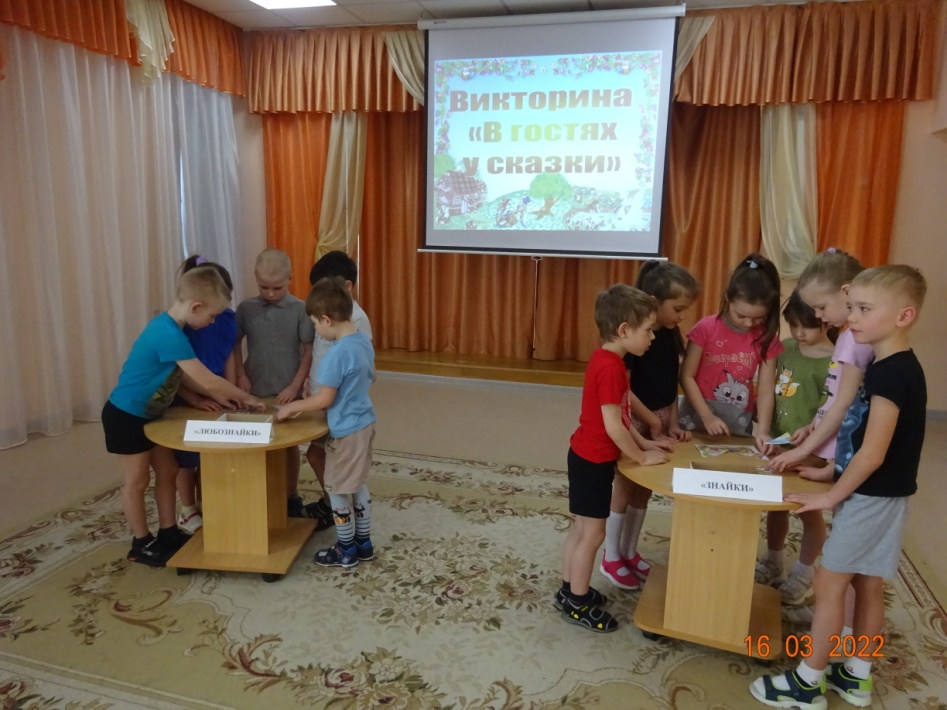 Викторина
«В гостях
у сказки»
«ЛЮБОЗНАЙКИ»
«ЗНАЙКИ»
16 03 2022